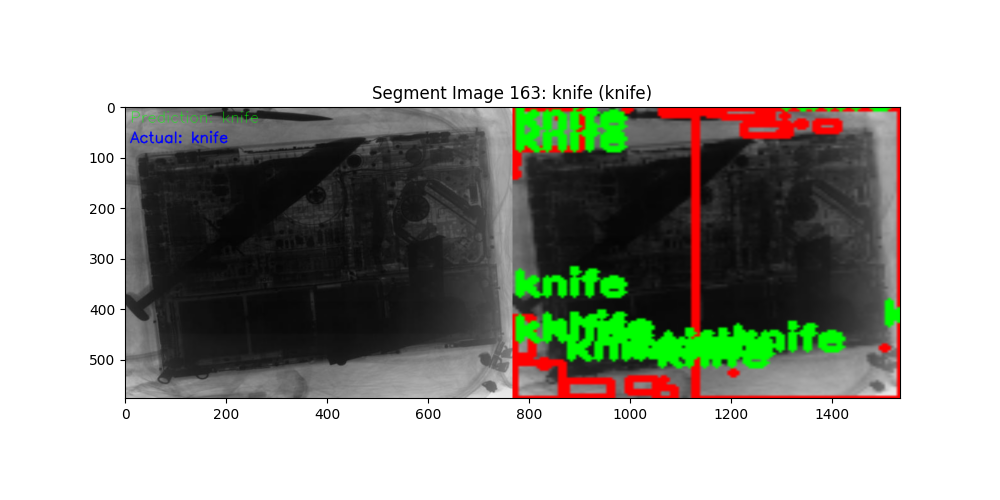 Segment Image 163: knife (knife)
Prediction: knife
Actual: knife
knife
knife
knife
knife
0
100
200
300
400
500
0 200 400 600 800 1000 1200 1400